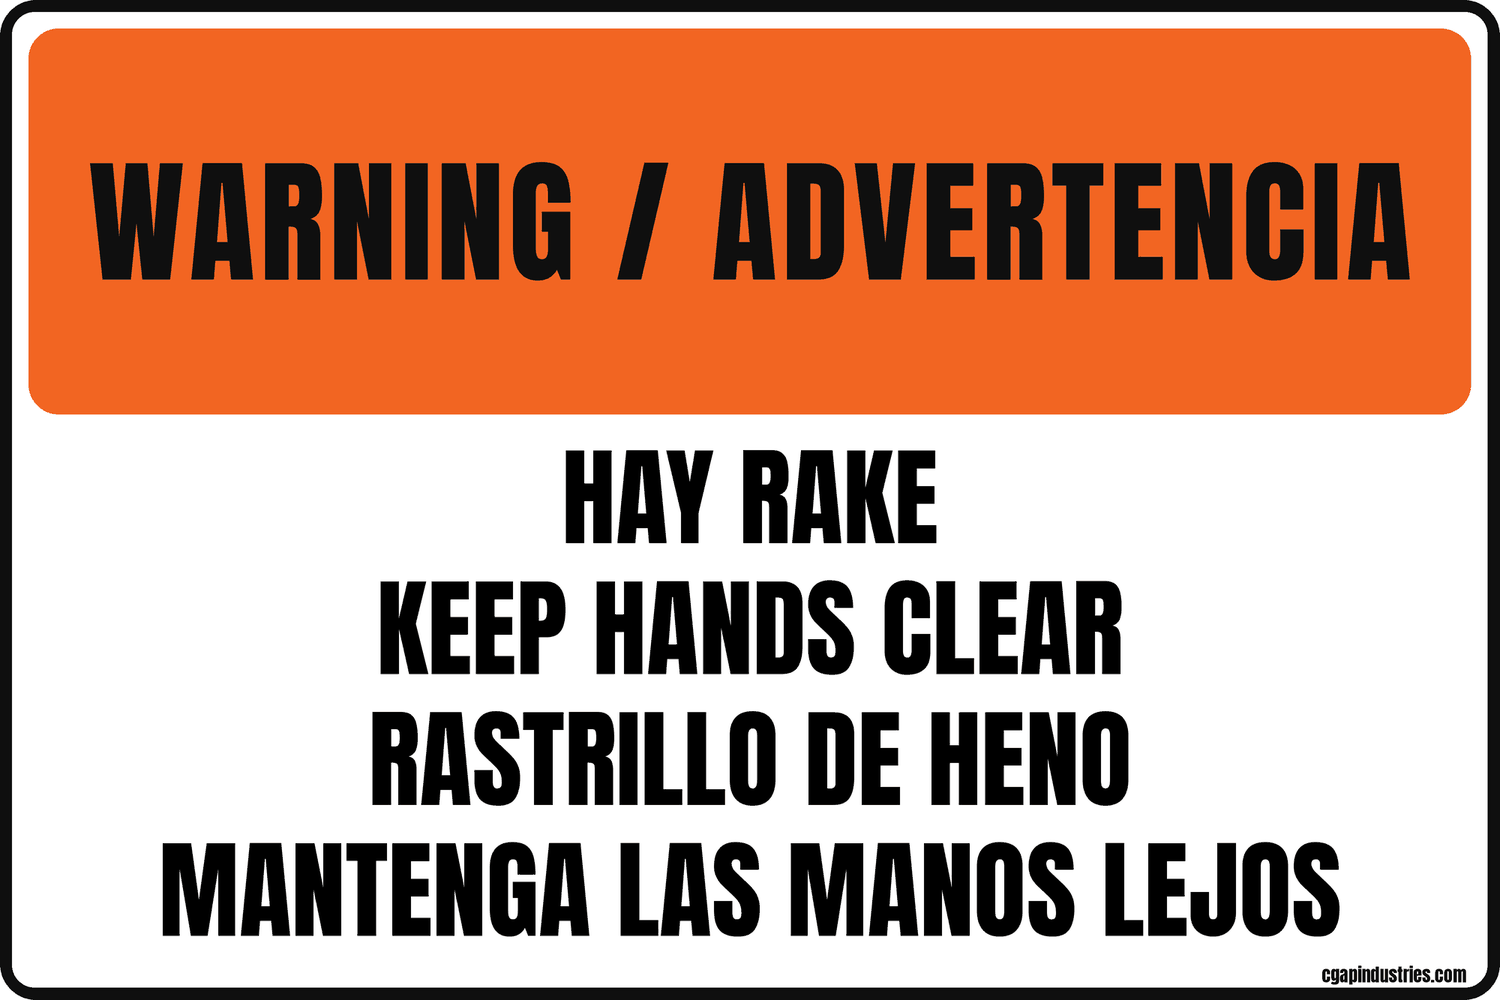 WARNING / ADVERTENCIA
HAY RAKE
KEEP HANDS CLEAR
RASTRILLO DE HENO
MANTENGA LAS MANOS LEJOS
cgapindustries.com